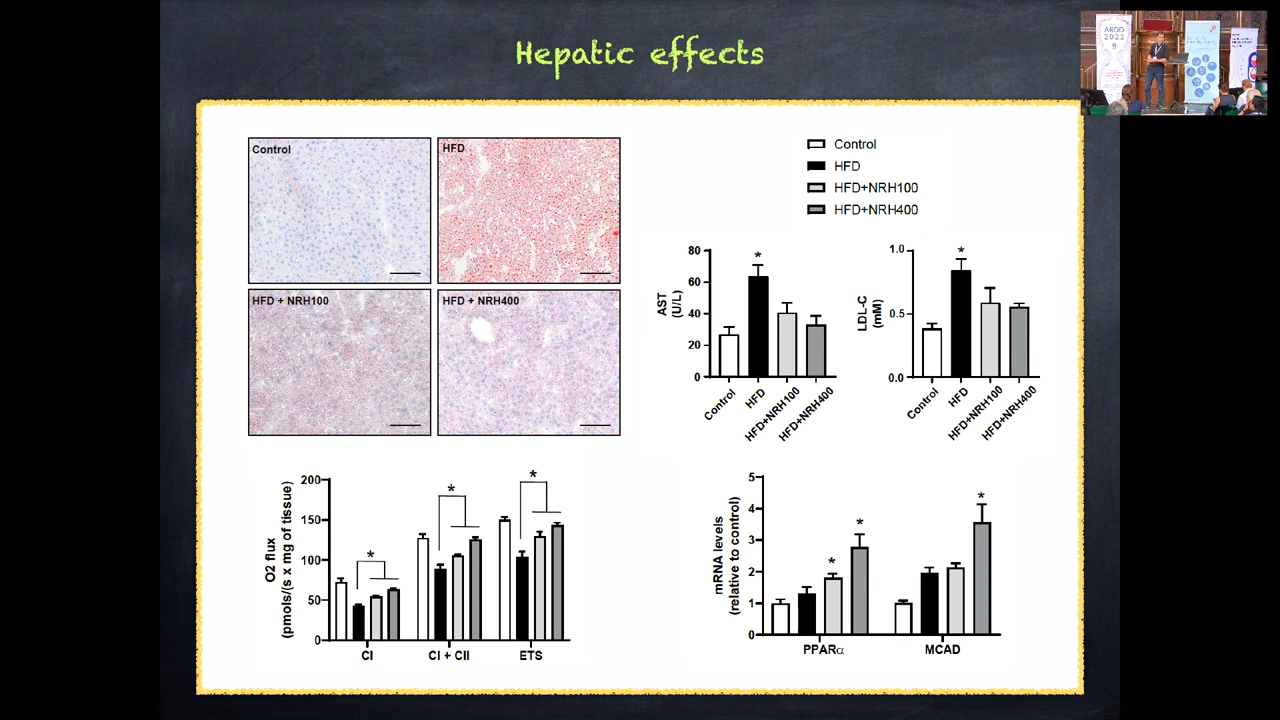 Hepatic effects
ARDD
2022
Control
HFD
HFD + NRH100
HFD + NRH400
Control
HFD
HFD+NRH100
HFD+NRH400
AST
(U/L)
80
60
40
20
0
*
Control
HFD
HFD+NRH100
HFD+NRH400
LDL-C
(mM)
1.0
0.5
0.0
*
Control
HFD
HFD+NRH100
HFD+NRH400
O2 flux
(pmols/(s x mg of tissue)
200
150
100
50
0
*
*
*
CI
CI + CII
ETS
mRNA levels
(relative to control)
5
4
3
2
1
0
*
*
*
PPARα
MCAD